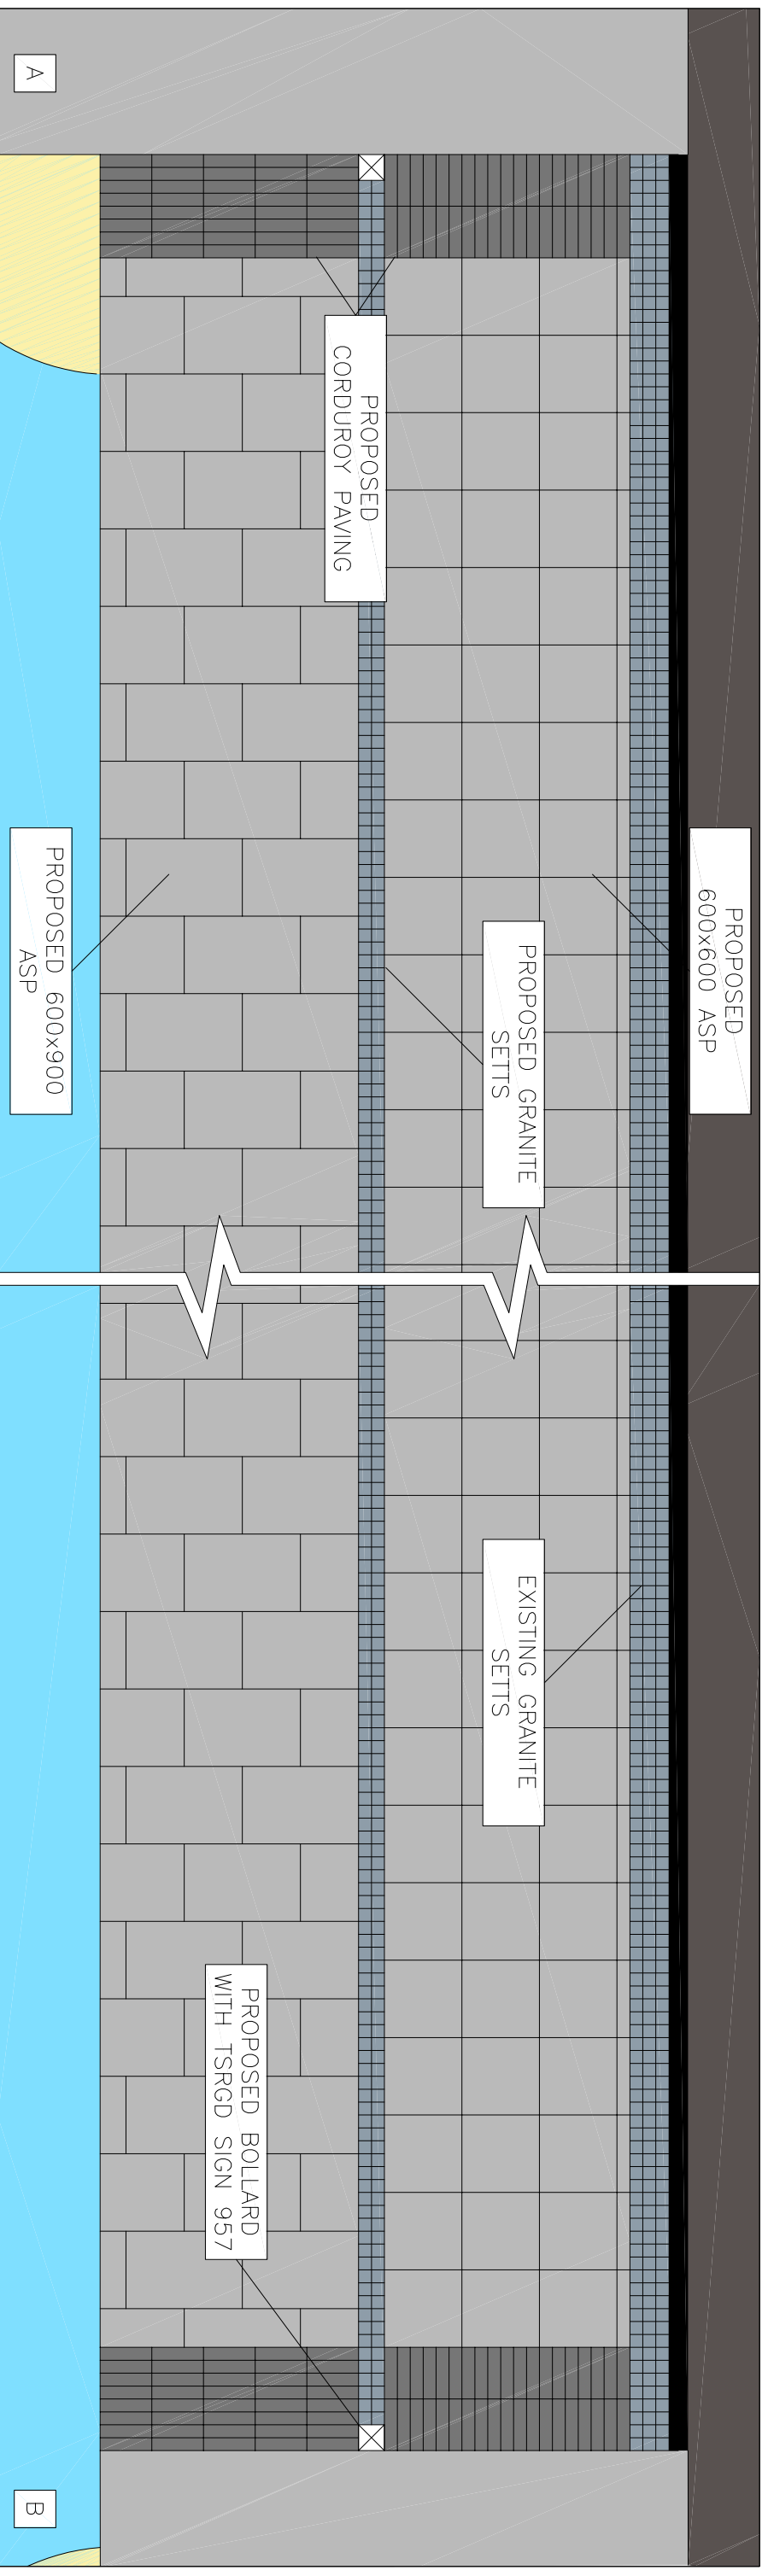 A
PROPOSED
CORDUROY PAVING
PROPOSED
600x600 ASP
PROPOSED GRANITE
SETTS
PROPOSED 600x900
ASP
EXISTING GRANITE
SETTS
PROPOSED BOLLARD
WITH TSRGD SIGN 957
B